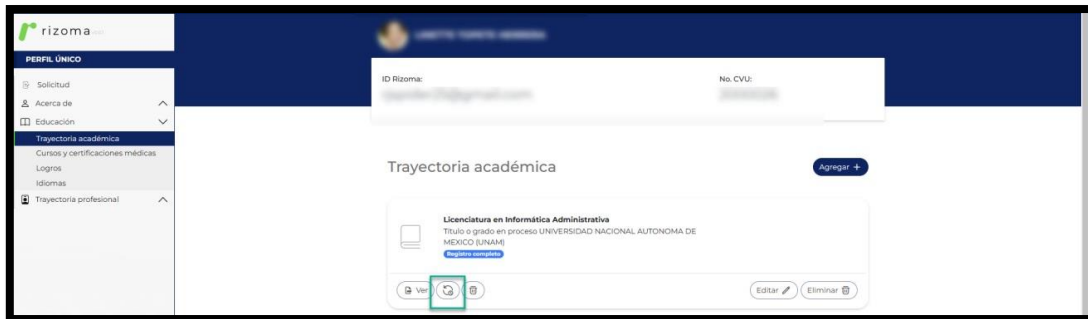 rizoma
PERFIL ÚNICO
Solicitud
Acerca de
Educación
Trayectoria académica
Cursos y certificaciones médicas
Logros
Idiomas
Trayectoria profesional
ID Rizoma:
No. CVU:
Trayectoria académica
Agregar +
Licenciatura en Informática Administrativa
Título o grado en proceso UNIVERSIDAD NACIONAL AUTONOMA DE
MEXICO (UNAM)
Registro completo
Ver
Editar
Eliminar